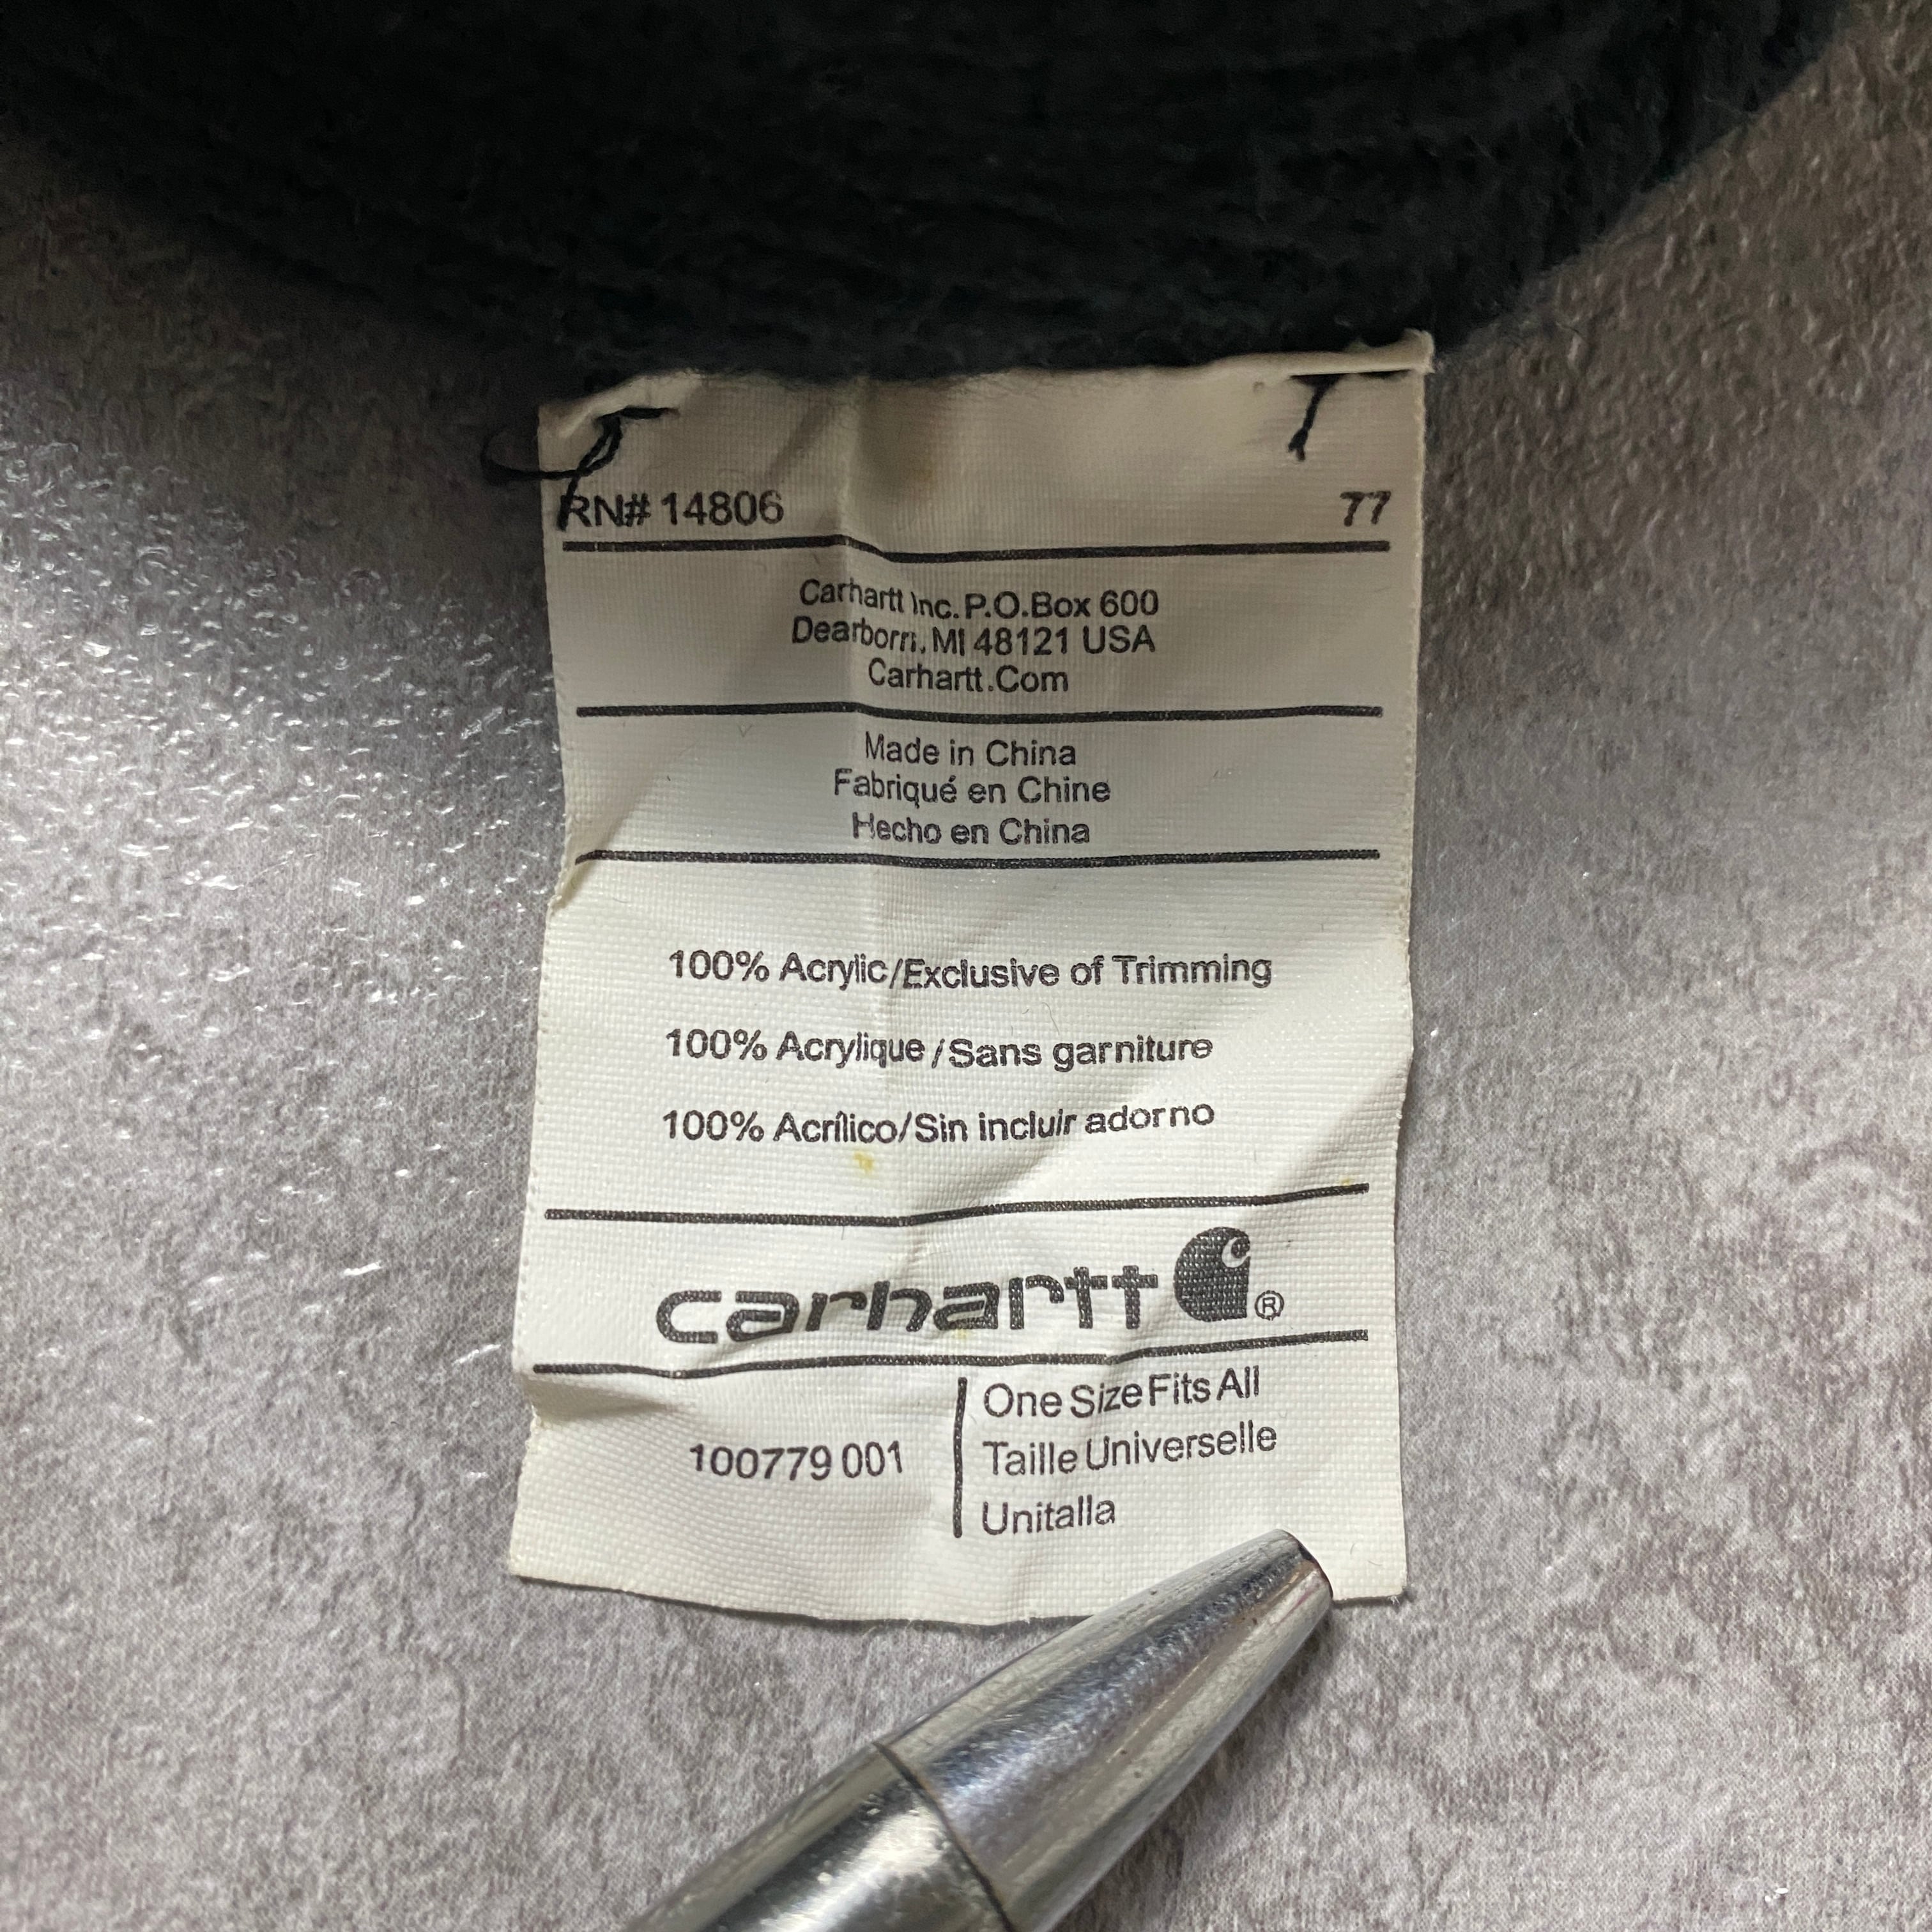 RN# 14806 77
Carhartt Inc. P.O.Box 600
Dearborn, MI 48121 USA
Carhartt.Com
Made in China
Fabriqué en Chine
Hecho en China
100% Acrylic/Exclusive of Trimming
100% Acrylique/Sans garniture
100% Acrílico/Sin incluir adorno
carhartt ®
100779 001
One Size Fits All
Taille Universelle
Unitalla